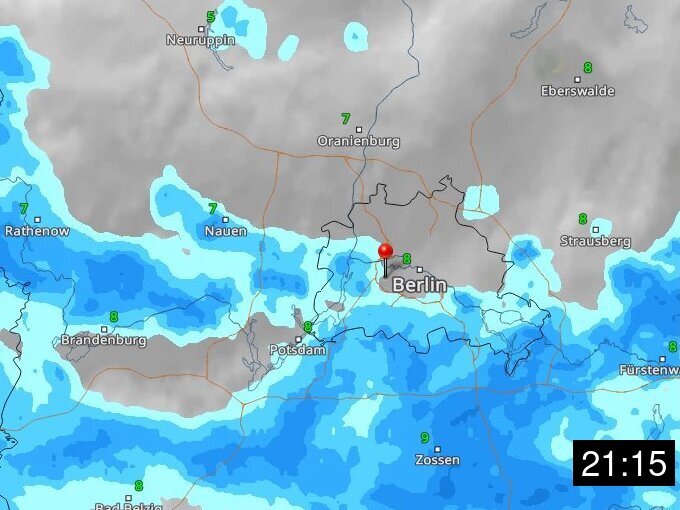 5
Neuruppin
8
Eberswalde
7
Oranienburg
7
Rathenow
7
Nauen
8
Strausberg
8
Berlin
8
Brandenburg
8
Potsdam
8
Fürstenwa
9
Zossen
21:15
8
Bad Belzig